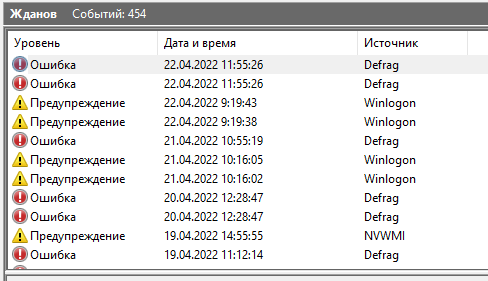 Жданов Событий: 454
Уровень Дата и время Источник
Ошибка 22.04.2022 11:55:26 Defrag
Ошибка 22.04.2022 11:55:26 Defrag
Предупреждение 22.04.2022 9:19:43 Winlogon
Предупреждение 22.04.2022 9:19:38 Winlogon
Ошибка 21.04.2022 10:55:19 Defrag
Предупреждение 21.04.2022 10:16:05 Winlogon
Предупреждение 21.04.2022 10:16:02 Winlogon
Ошибка 20.04.2022 12:28:47 Defrag
Ошибка 20.04.2022 12:28:47 Defrag
Предупреждение 19.04.2022 14:55:55 NVWMI
Ошибка 19.04.2022 11:12:14 Defrag